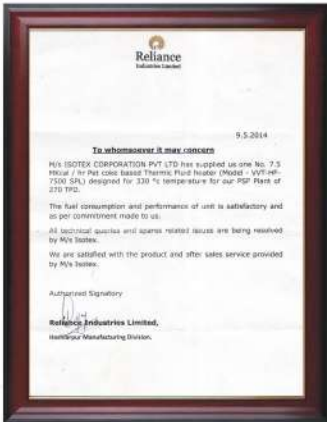 Reliance
Industries Limited
9.5.2014
To whomsoever it may concern
M/s ISOTEX CORPORATION PVT LTD has supplied us one No. 7.5
MKcal / hr Pet coke based Thermic Fluid heater (Model - VVT-HP-
7500 SPL) designed for 330 °c temperature for our PSF Plant of
270 TPD.
The fuel consumption and performance of unit is satisfactory and
as per commitment made to us.
All technical queries and spares related issues are being resolved
by M/s Isotex.
We are satisfied with the product and after sales service provided
by M/s Isotex.
Authorized Signatory
Reliance Industries Limited,
Hoshiarpur Manufacturing Division.